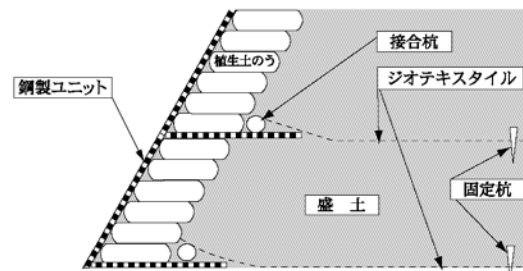 接合杭
植生土のう
ジオテキスタイル
鋼製ユニット
固定杭
盛 土